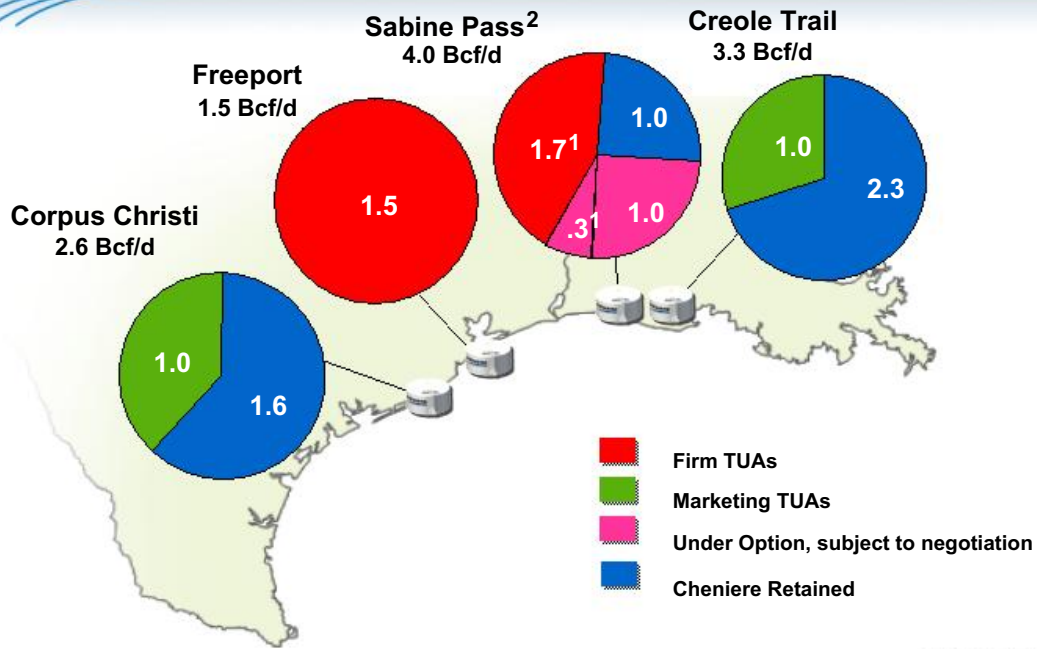 Sabine Pass2
4.0 Bcf/d
Creole Trail
3.3 Bcf/d
Freeport
1.5 Bcf/d
Corpus Christi
2.6 Bcf/d
1.71
1.0
.31
1.0
1.0
2.3
1.5
1.0
1.6
Firm TUAs
Marketing TUAs
Under Option, subject to negotiation
Cheniere Retained